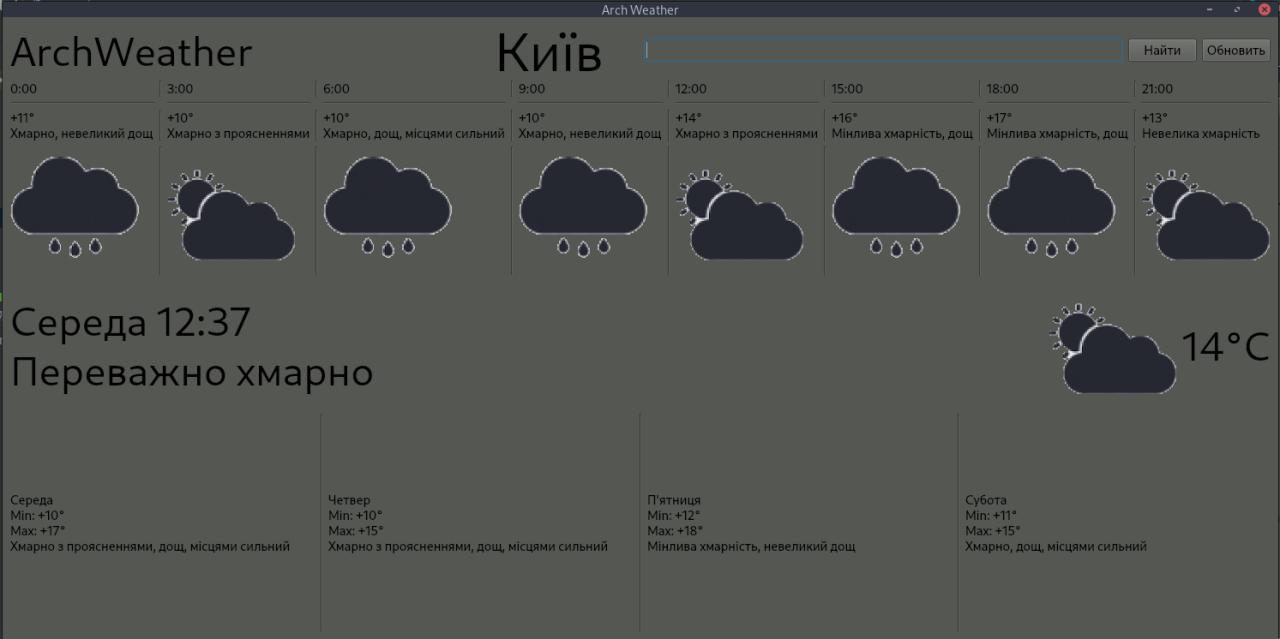 Arch Weather
ArchWeather
Київ
Найти
Обновить
0:00 3:00 6:00 9:00 12:00 15:00 18:00 21:00
+11° +10° +10° +10° +14° +16° +17° +13°
Хмарно, невеликий дощ Хмарно з проясненнями Хмарно, дощ, місцями сильний Хмарно, невеликий дощ Хмарно з проясненнями Мінлива хмарність, дощ Мінлива хмарність, дощ Невелика хмарність
Середа 12:37
Переважно хмарно
14°C
Середа
Min: +10°
Max: +17°
Хмарно з проясненнями, дощ, місцями сильний
Четвер
Min: +10°
Max: +15°
Хмарно з проясненнями, дощ, місцями сильний
П'ятниця
Min: +12°
Max: +18°
Мінлива хмарність, невеликий дощ
Субота
Min: +11°
Max: +15°
Хмарно, дощ, місцями сильний